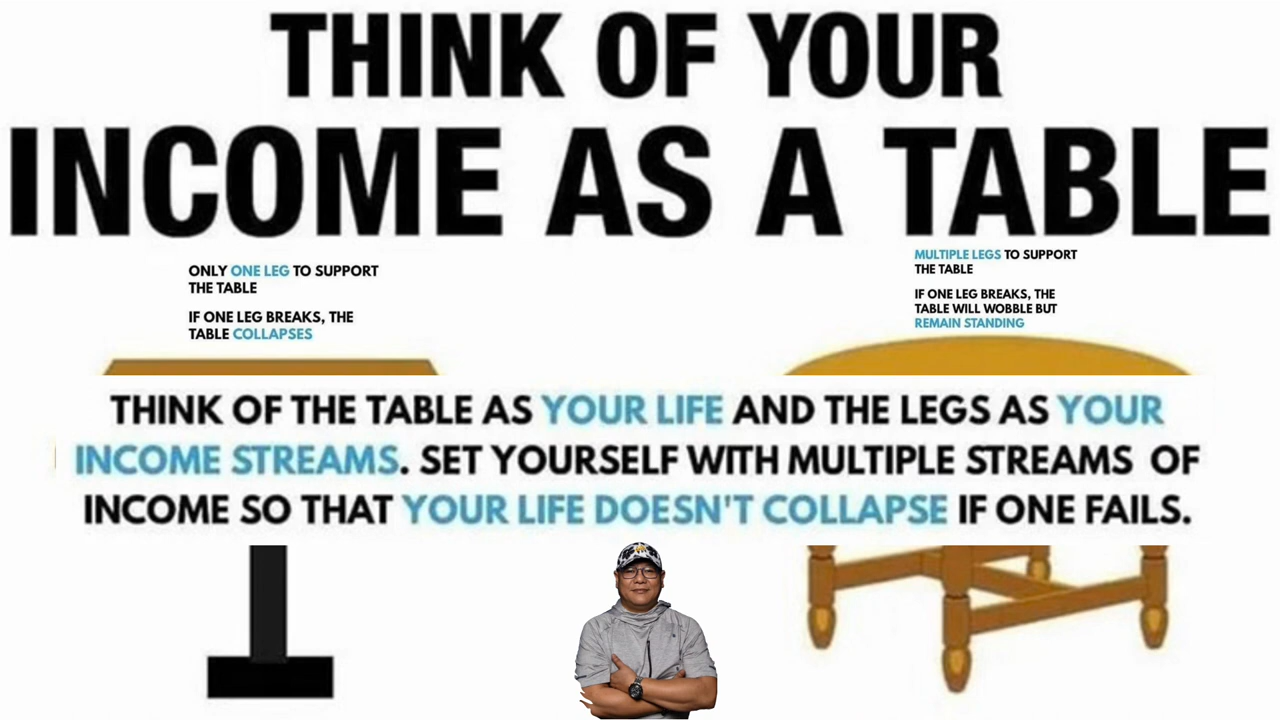 THINK OF YOUR
INCOME AS A TABLE
ONLY ONE LEG TO SUPPORT
THE TABLE
IF ONE LEG BREAKS, THE
TABLE COLLAPSES
MULTIPLE LEGS TO SUPPORT
THE TABLE
IF ONE LEG BREAKS, THE
TABLE WILL WOBBLE BUT
REMAIN STANDING
THINK OF THE TABLE AS YOUR LIFE AND THE LEGS AS YOUR
INCOME STREAMS. SET YOURSELF WITH MULTIPLE STREAMS OF
INCOME SO THAT YOUR LIFE DOESN'T COLLAPSE IF ONE FAILS.